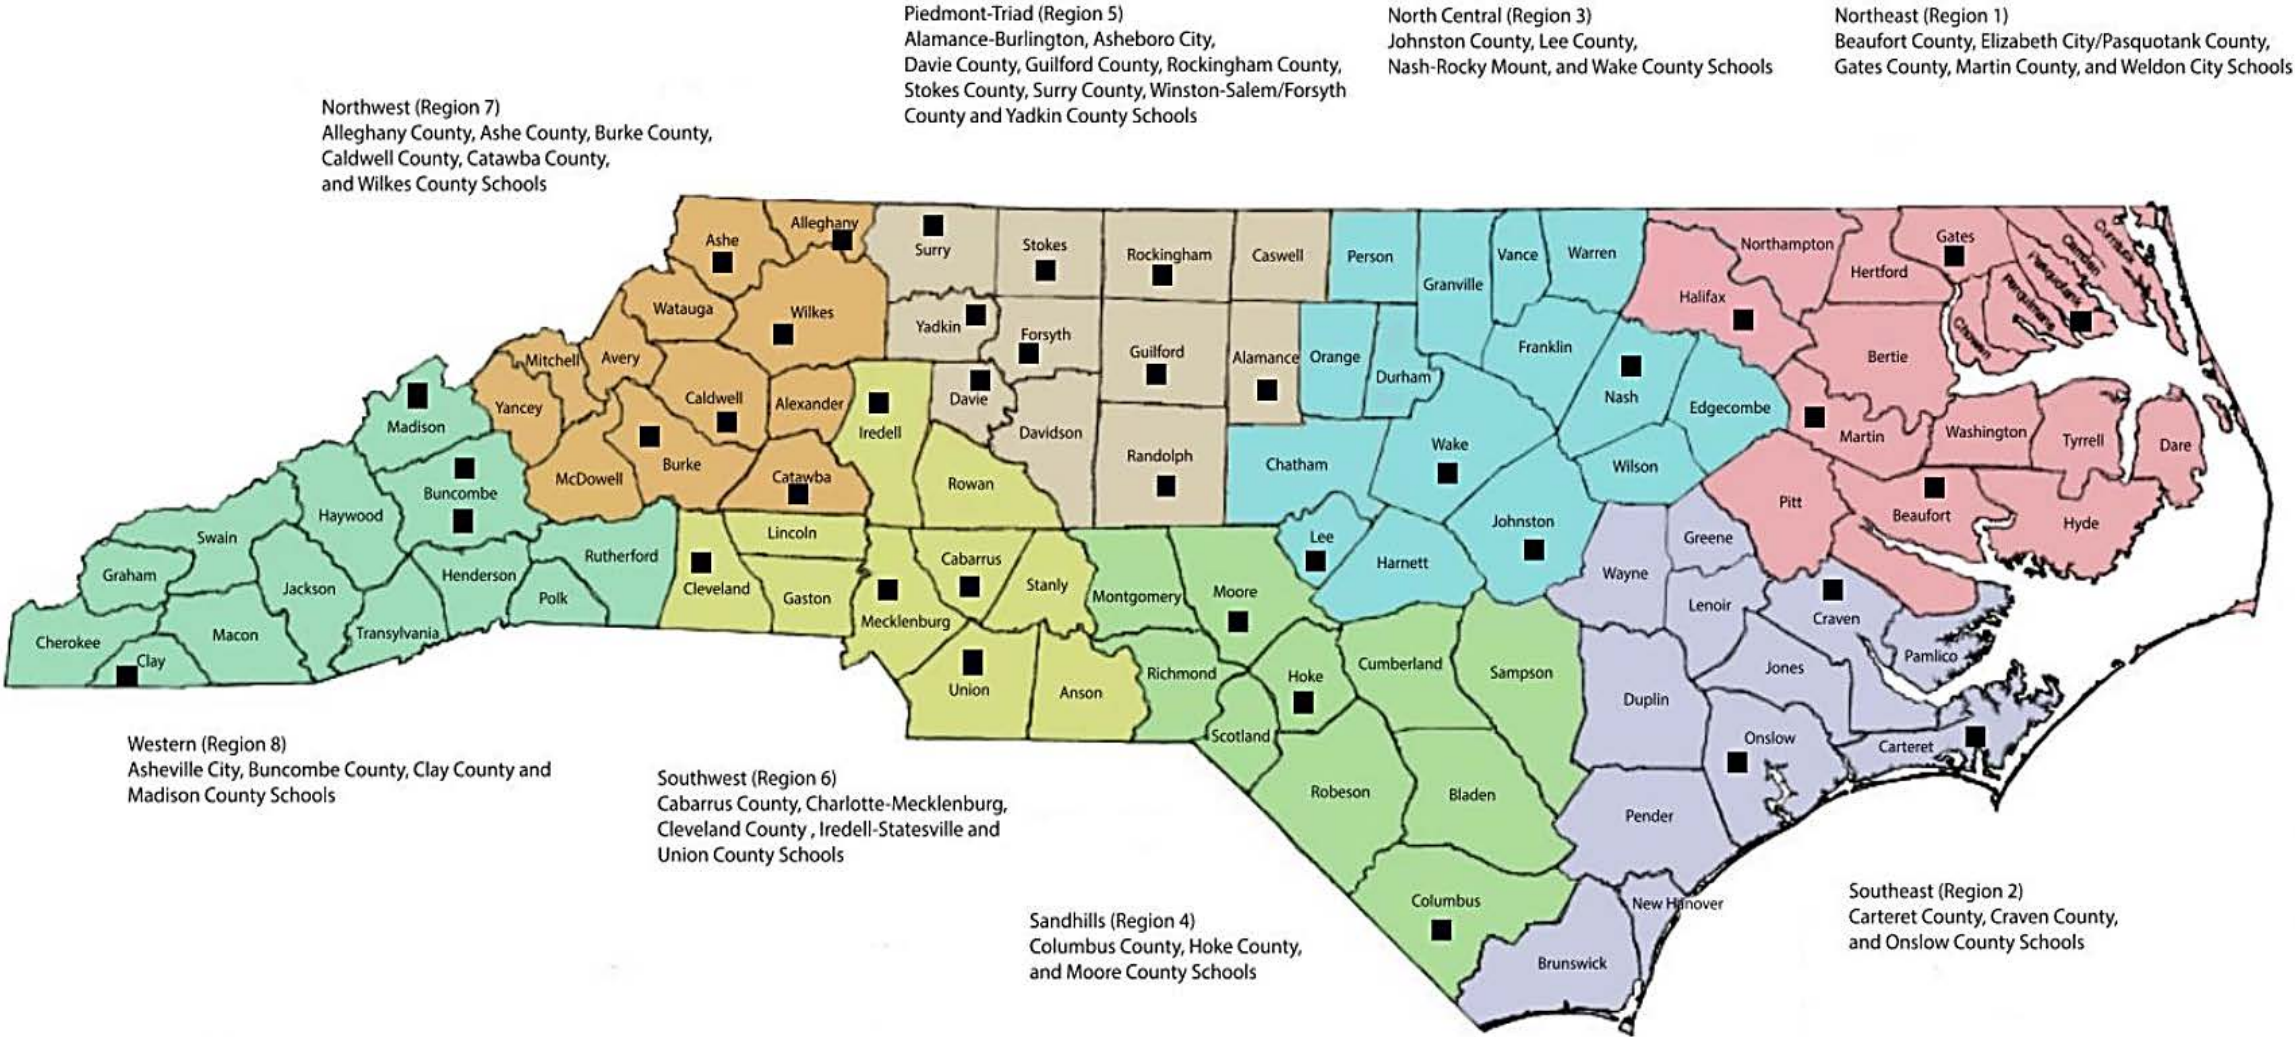 Piedmont-Triad (Region 5)
Alamance-Burlington, Asheboro City,
Davie County, Guilford County, Rockingham County,
Stokes County, Surry County, Winston-Salem/Forsyth
County and Yadkin County Schools
North Central (Region 3)
Johnston County, Lee County,
Nash-Rocky Mount, and Wake County Schools
Northeast (Region 1)
Beaufort County, Elizabeth City/Pasquotank County,
Gates County, Martin County, and Weldon City Schools
Northwest (Region 7)
Alleghany County, Ashe County, Burke County,
Caldwell County, Catawba County,
and Wilkes County Schools
Ashe
Alleghany
Surry
Stokes
Rockingham
Caswell
Person
Granville
Vance
Warren
Northampton
Hertford
Gates
Currituck
Camden
Pasquotank
Perquimans
Chowan
Halifax
Watauga
Wilkes
Yadkin
Forsyth
Guilford
Alamance
Orange
Durham
Franklin
Nash
Edgecombe
Bertie
Mitchell
Avery
Yancey
Caldwell
Alexander
Iredell
Davie
Davidson
Randolph
Chatham
Wake
Wilson
Martin
Washington
Tyrrell
Dare
Madison
Buncombe
McDowell
Burke
Catawba
Rowan
Lee
Johnston
Pitt
Beaufort
Hyde
Swain
Haywood
Graham
Jackson
Henderson
Polk
Rutherford
Cleveland
Lincoln
Gaston
Mecklenburg
Cabarrus
Stanly
Montgomery
Moore
Harnett
Wayne
Greene
Lenoir
Craven
Pamlico
Cherokee
Clay
Macon
Transylvania
Union
Anson
Richmond
Hoke
Scotland
Cumberland
Sampson
Duplin
Jones
Onslow
Carteret
Robeson
Bladen
Pender
Columbus
New Hanover
Brunswick
Western (Region 8)
Asheville City, Buncombe County, Clay County and
Madison County Schools
Southwest (Region 6)
Cabarrus County, Charlotte-Mecklenburg,
Cleveland County , Iredell-Statesville and
Union County Schools
Sandhills (Region 4)
Columbus County, Hoke County,
and Moore County Schools
Southeast (Region 2)
Carteret County, Craven County,
and Onslow County Schools